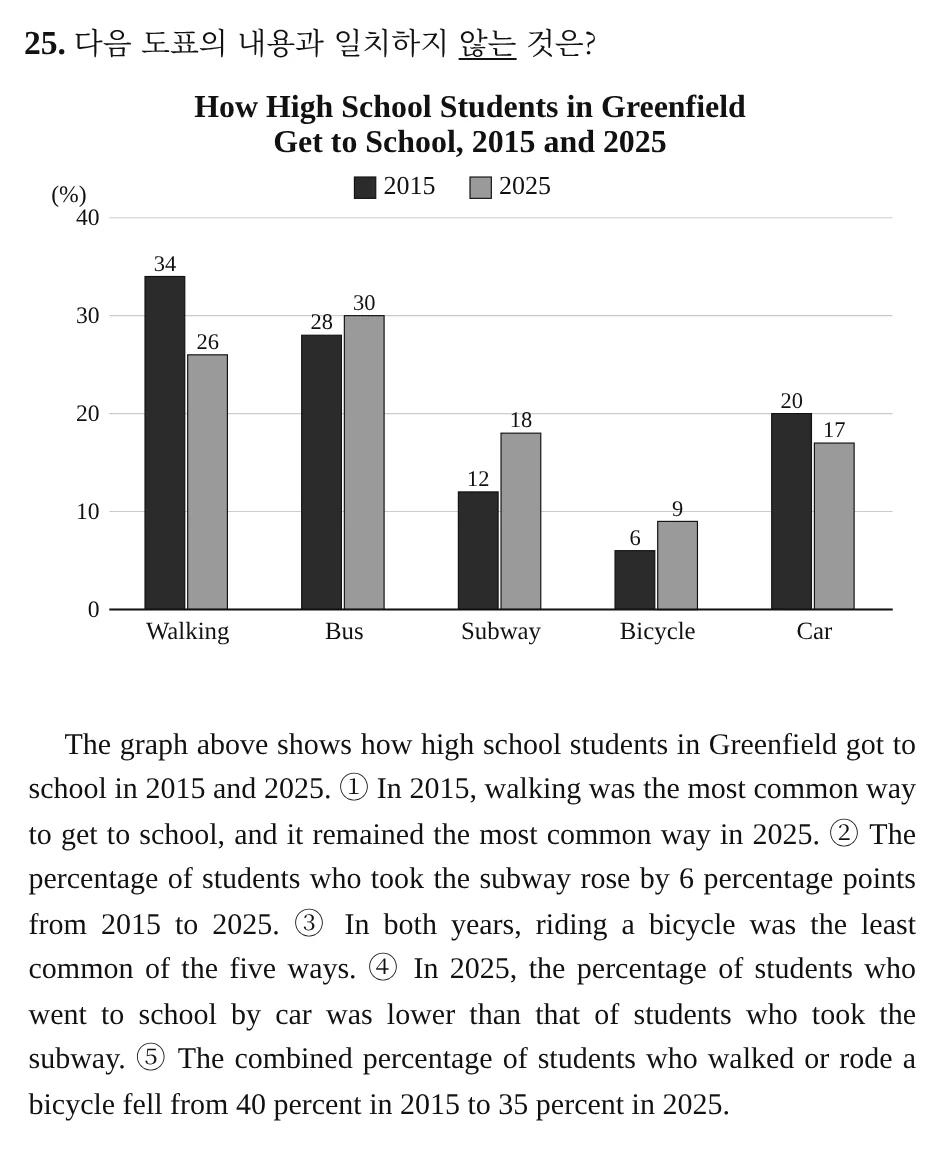 25. 다음 도표의 내용과 일치하지 않는 것은?
How High School Students in Greenfield
Get to School, 2015 and 2025
2015 2025
(%)
40
34
30
28
30
26
20
12
18
6
9
20
17
10
0
Walking Bus Subway Bicycle Car
The graph above shows how high school students in Greenfield got to
school in 2015 and 2025. ① In 2015, walking was the most common way
to get to school, and it remained the most common way in 2025. ② The
percentage of students who took the subway rose by 6 percentage points
from 2015 to 2025. ③ In both years, riding a bicycle was the least
common of the five ways. ④ In 2025, the percentage of students who
went to school by car was lower than that of students who took the
subway. ⑤ The combined percentage of students who walked or rode a
bicycle fell from 40 percent in 2015 to 35 percent in 2025.